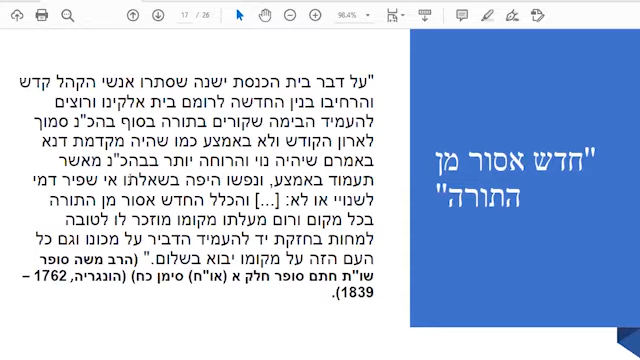 17 / 26
98.4%
"על דבר בית הכנסת ישנה שסתרו אנשי הקהל קדש
והרחיבו בנין החדשה לרומם בית אלקינו ורוצים
להעמיד הבימה שקורים בתורה בסוף בהכ"נ סמוך
לארון הקודש ולא באמצע כמו שהיה מקדמת דנא
באמרם שיהיה נוי והרווחה יותר בבהכ"נ מאשר
תעמוד באמצע, ונפשו היפה בשאלתו אי שפיר דמי
לשנויי או לא: [...] והכלל החדש אסור מן התורה
בכל מקום ורום מעלתו מקומו מוזכר לו לטובה
למחות בחזקת יד להעמיד הדביר על מכונו וגם כל
העם הזה על מקומו יבוא בשלום." (הרב משה סופר
שו"ת חתם סופר חלק א (או"ח) סימן כח) (הונגריה, 1762 –
1839).
"חדש אסור מן
התורה"